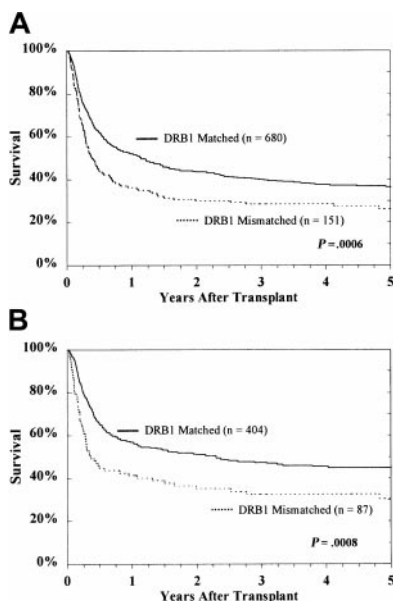 A
100%
80%
60%
40%
20%
0%
Survival
DRB1 Matched (n = 680)
DRB1 Mismatched (n = 151)
P = .0006
0 1 2 3 4 5
Years After Transplant
B
100%
80%
60%
40%
20%
0%
Survival
DRB1 Matched (n = 404)
DRB1 Mismatched (n = 87)
P = .0008
0 1 2 3 4 5
Years After Transplant